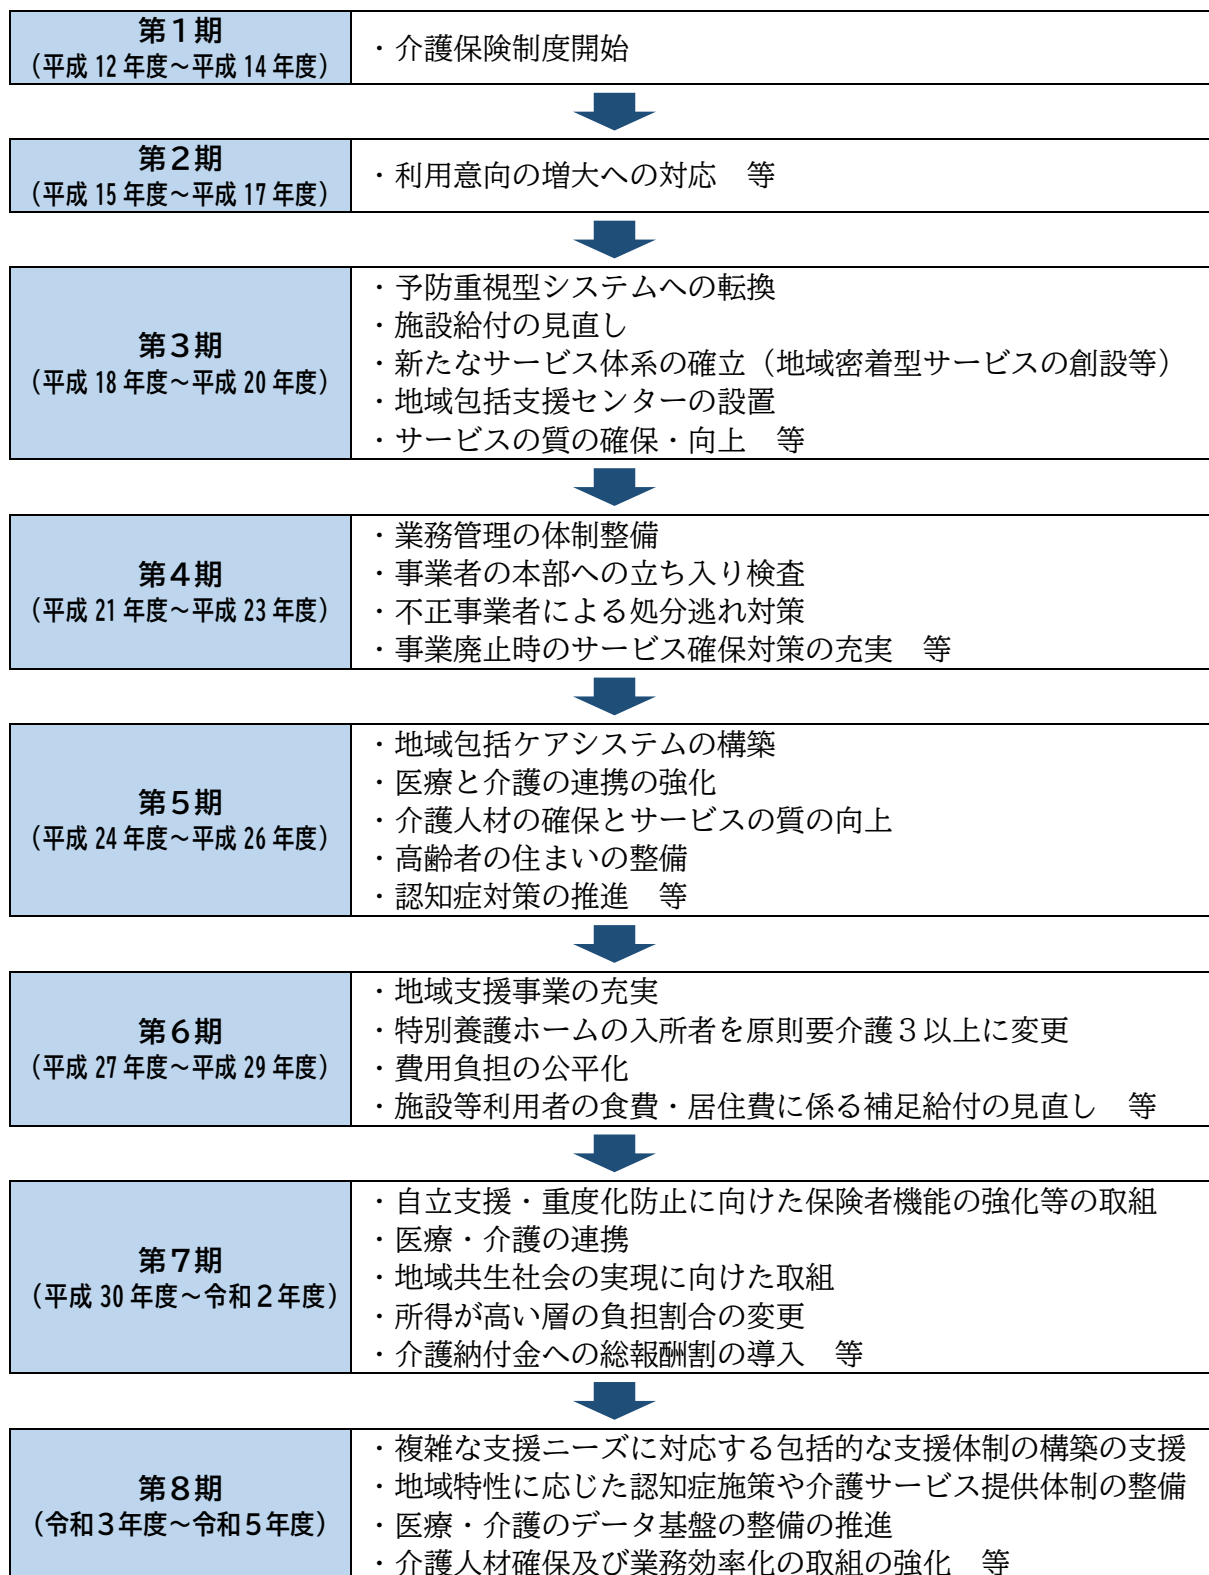 第１期
（平成 12 年度～平成 14 年度）
・介護保険制度開始
第２期
（平成 15 年度～平成 17 年度）
・利用意向の増大への対応　等
第３期
（平成 18 年度～平成 20 年度）
・予防重視型システムへの転換
・施設給付の見直し
・新たなサービス体系の確立（地域密着型サービスの創設等）
・地域包括支援センターの設置
・サービスの質の確保・向上　等
第４期
（平成 21 年度～平成 23 年度）
・業務管理の体制整備
・事業者の本部への立ち入り検査
・不正事業者による処分逃れ対策
・事業廃止時のサービス確保対策の充実　等
第５期
（平成 24 年度～平成 26 年度）
・地域包括ケアシステムの構築
・医療と介護の連携の強化
・介護人材の確保とサービスの質の向上
・高齢者の住まいの整備
・認知症対策の推進　等
第６期
（平成 27 年度～平成 29 年度）
・地域支援事業の充実
・特別養護ホームの入所者を原則要介護３以上に変更
・費用負担の公平化
・施設等利用者の食費・居住費に係る補足給付の見直し　等
第７期
（平成 30 年度～令和２年度）
・自立支援・重度化防止に向けた保険者機能の強化等の取組
・医療・介護の連携
・地域共生社会の実現に向けた取組
・所得が高い層の負担割合の変更
・介護納付金への総報酬割の導入　等
第８期
（令和３年度～令和５年度）
・複雑な支援ニーズに対応する包括的な支援体制の構築の支援
・地域特性に応じた認知症施策や介護サービス提供体制の整備
・医療・介護のデータ基盤の整備の推進
・介護人材確保及び業務効率化の取組の強化　等